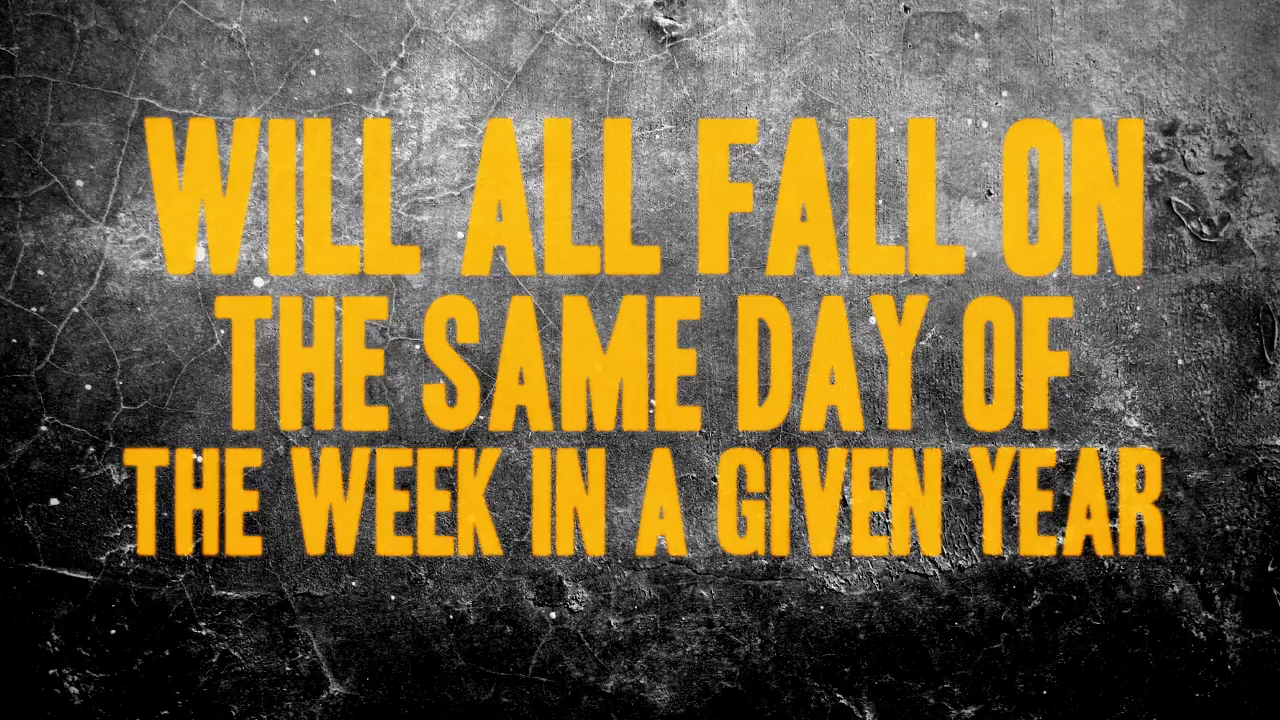 WILL ALL FALL ON
THE SAME DAY OF
THE WEEK IN A GIVEN YEAR